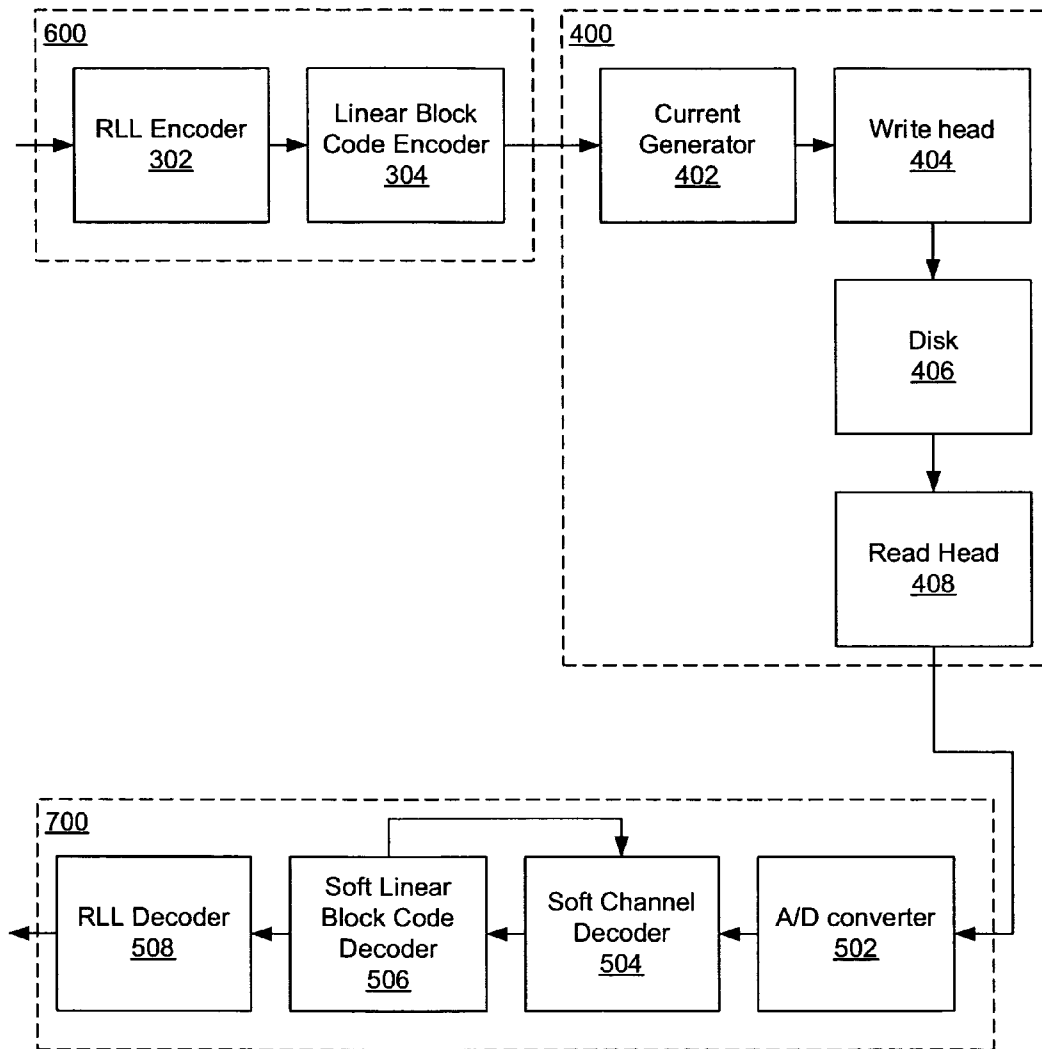 600
RLL Encoder
302
Linear Block
Code Encoder
304
400
Current
Generator
402
Write head
404
Disk
406
Read Head
408
700
RLL Decoder
508
Soft Linear
Block Code
Decoder
506
Soft Channel
Decoder
504
A/D converter
502